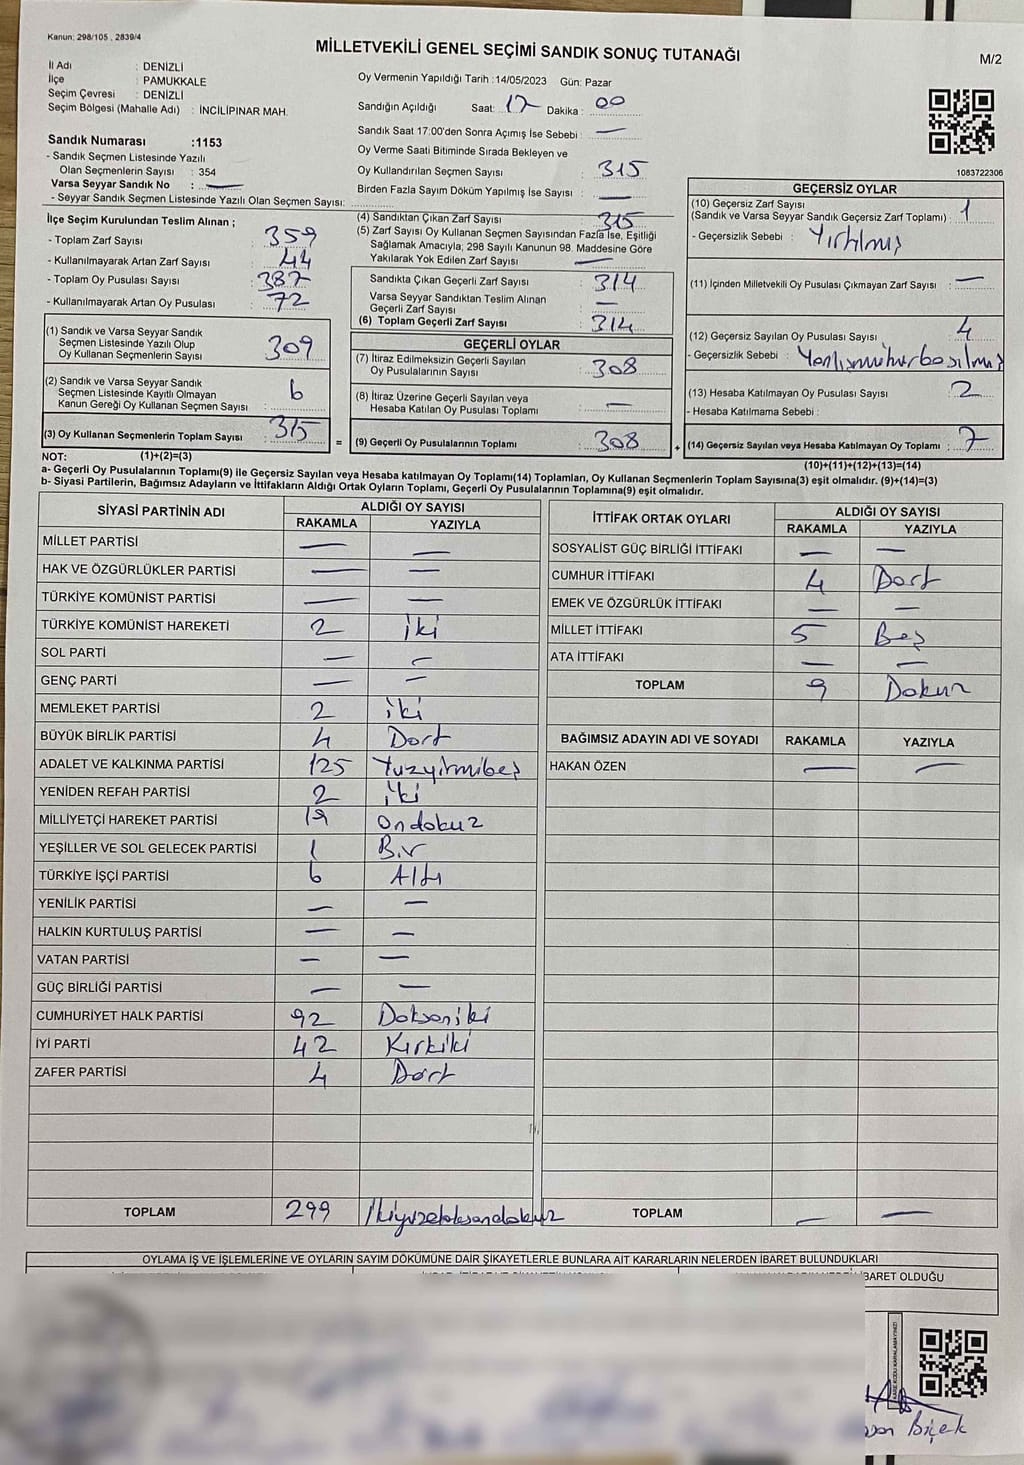 Kanun: 298/105 , 2839/4
MİLLETVEKİLİ GENEL SEÇİMİ SANDIK SONUÇ TUTANAĞI
M/2
İl Adı : DENİZLİ
İlçe : PAMUKKALE
Seçim Çevresi : DENİZLİ
Seçim Bölgesi (Mahalle Adı) : İNCİLİPINAR MAH.
Sandık Numarası :1153
- Sandık Seçmen Listesinde Yazılı
Olan Seçmenlerin Sayısı : 354
Varsa Seyyar Sandık No : —
- Seyyar Sandık Seçmen Listesinde Yazılı Olan Seçmen Sayısı:
Oy Vermenin Yapıldığı Tarih :14/05/2023 Gün: Pazar
Sandığın Açıldığı Saat: 17 Dakika : 00
Sandık Saat 17:00'den Sonra Açımış İse Sebebi : —
Oy Verme Saati Bitiminde Sırada Bekleyen ve
Oy Kullandırılan Seçmen Sayısı : 315
Birden Fazla Sayım Döküm Yapılmış İse Sayısı : —
1083722306
İlçe Seçim Kurulundan Teslim Alınan ;
- Toplam Zarf Sayısı : 359
- Kullanılmayarak Artan Zarf Sayısı : 44
- Toplam Oy Pusulası Sayısı : 387
- Kullanılmayarak Artan Oy Pusulası : 72
(1) Sandık ve Varsa Seyyar Sandık
Seçmen Listesinde Yazılı Olup
Oy Kullanan Seçmenlerin Sayısı : 309
(2) Sandık ve Varsa Seyyar Sandık
Seçmen Listesinde Kayıtlı Olmayan
Kanun Gereği Oy Kullanan Seçmen Sayısı : 6
(3) Oy Kullanan Seçmenlerin Toplam Sayısı : 315
(4) Sandıktan Çıkan Zarf Sayısı : 315
(5) Zarf Sayısı Oy Kullanan Seçmen Sayısından Fazla İse, Eşitliği
Sağlamak Amacıyla; 298 Sayılı Kanunun 98. Maddesine Göre
Yakılarak Yok Edilen Zarf Sayısı : —
Sandıkta Çıkan Geçerli Zarf Sayısı : 314
Varsa Seyyar Sandıktan Teslim Alınan
Geçerli Zarf Sayısı : —
(6) Toplam Geçerli Zarf Sayısı : 314
GEÇERLİ OYLAR
(7) İtiraz Edilmeksizin Geçerli Sayılan
Oy Pusulalarının Sayısı : 308
(8) İtiraz Üzerine Geçerli Sayılan veya
Hesaba Katılan Oy Pusulası Toplamı : —
= (9) Geçerli Oy Pusulalarının Toplamı : 308 +
GEÇERSİZ OYLAR
(10) Geçersiz Zarf Sayısı
(Sandık ve Varsa Seyyar Sandık Geçersiz Zarf Toplamı) : 1
- Geçersizlik Sebebi : Yırtılmış
(11) İçinden Milletvekili Oy Pusulası Çıkmayan Zarf Sayısı : —
(12) Geçersiz Sayılan Oy Pusulası Sayısı : 4
- Geçersizlik Sebebi : Yanlışmühürbasılmış
(13) Hesaba Katılmayan Oy Pusulası Sayısı : 2
- Hesaba Katılmama Sebebi :
(14) Geçersiz Sayılan veya Hesaba Katılmayan Oy Toplamı : 7
NOT: (1)+(2)=(3)
(10)+(11)+(12)+(13)=(14)
a- Geçerli Oy Pusulalarının Toplamı(9) ile Geçersiz Sayılan veya Hesaba katılmayan Oy Toplamı(14) Toplamları, Oy Kullanan Seçmenlerin Toplam Sayısına(3) eşit olmalıdır. (9)+(14)=(3)
b- Siyasi Partilerin, Bağımsız Adayların ve İttifakların Aldığı Ortak Oyların Toplamı, Geçerli Oy Pusulalarının Toplamına(9) eşit olmalıdır.
SİYASİ PARTİNİN ADI ALDIĞI OY SAYISI
RAKAMLA YAZIYLA
MİLLET PARTİSİ — —
HAK VE ÖZGÜRLÜKLER PARTİSİ — —
TÜRKİYE KOMÜNİST PARTİSİ — —
TÜRKİYE KOMÜNİST HAREKETİ 2 iki
SOL PARTİ — —
GENÇ PARTİ — —
MEMLEKET PARTİSİ 2 iki
BÜYÜK BİRLİK PARTİSİ 4 Dört
ADALET VE KALKINMA PARTİSİ 125 Yuzyirmibeş
YENİDEN REFAH PARTİSİ 2 iki
MİLLİYETÇİ HAREKET PARTİSİ 19 Ondokuz
YEŞİLLER VE SOL GELECEK PARTİSİ 1 Bir
TÜRKİYE İŞÇİ PARTİSİ 6 Altı
YENİLİK PARTİSİ — —
HALKIN KURTULUŞ PARTİSİ — —
VATAN PARTİSİ — —
GÜÇ BİRLİĞİ PARTİSİ — —
CUMHURİYET HALK PARTİSİ 92 Doksaniki
İYİ PARTİ 42 Kırkiki
ZAFER PARTİSİ 4 Dört
TOPLAM 299 İkiyuzdoksandokuz
İTTİFAK ORTAK OYLARI ALDIĞI OY SAYISI
RAKAMLA YAZIYLA
SOSYALİST GÜÇ BİRLİĞİ İTTİFAKI — —
CUMHUR İTTİFAKI 4 Dört
EMEK VE ÖZGÜRLÜK İTTİFAKI — —
MİLLET İTTİFAKI 5 Beş
ATA İTTİFAKI — —
TOPLAM 9 Dokuz
BAĞIMSIZ ADAYIN ADI VE SOYADI RAKAMLA YAZIYLA
HAKAN ÖZEN — —
TOPLAM — —
OYLAMA İŞ VE İŞLEMLERİNE VE OYLARIN SAYIM DÖKÜMÜNE DAİR ŞİKAYETLERLE BUNLARA AİT KARARLARIN NELERDEN İBARET BULUNDUKLARI
İBARET OLDUĞU
Biçek